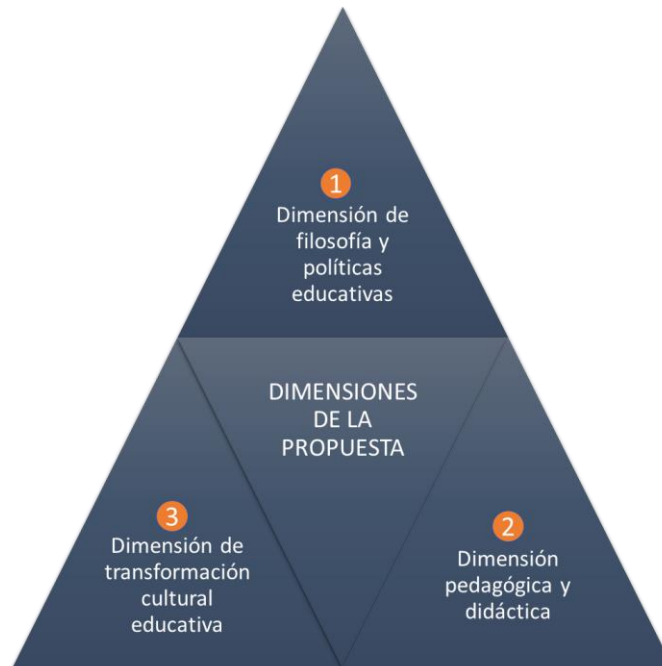 1
Dimensión de
filosofía y
políticas
educativas
DIMENSIONES
DE LA
PROPUESTA
3
Dimensión de
transformación
cultural
educativa
2
Dimensión
pedagógica y
didáctica